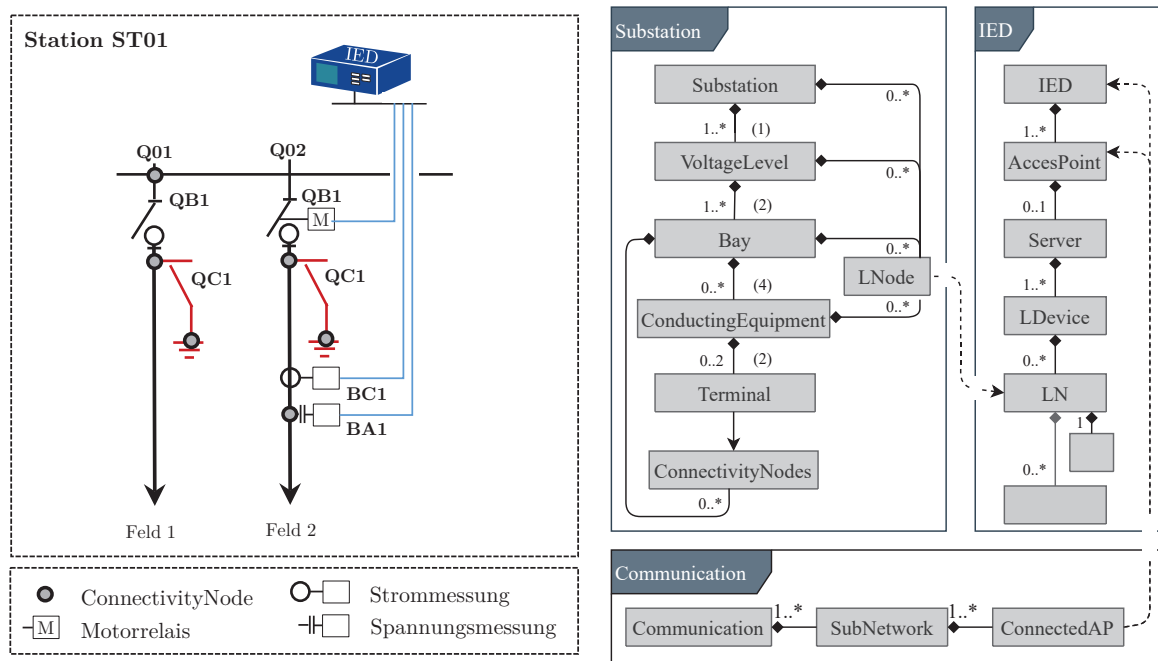 Station ST01
IED
Q01
Q02
QB1
QB1
M
QC1
QC1
BC1
BA1
Feld 1
Feld 2
ConnectivityNode
Strommessung
M
Motorrelais
Spannungsmessung
Substation
Substation
0..*
1..*
(1)
VoltageLevel
0..*
1..*
(2)
Bay
0..*
LNode
0..*
(4)
ConductingEquipment
0..*
0..2
(2)
Terminal
ConnectivityNodes
0..*
IED
IED
1..*
AccesPoint
0..1
Server
1..*
LDevice
0..*
LN
1
0..*
Communication
Communication
1..*
SubNetwork
1..*
ConnectedAP